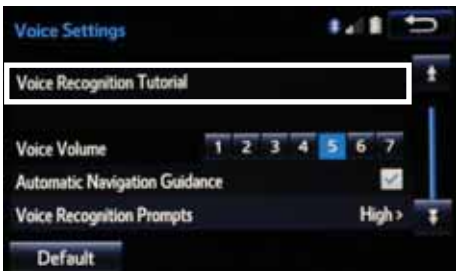 Voice Settings
Voice Recognition Tutorial
Voice Volume 1 2 3 4 5 6 7
Automatic Navigation Guidance
Voice Recognition Prompts High >
Default